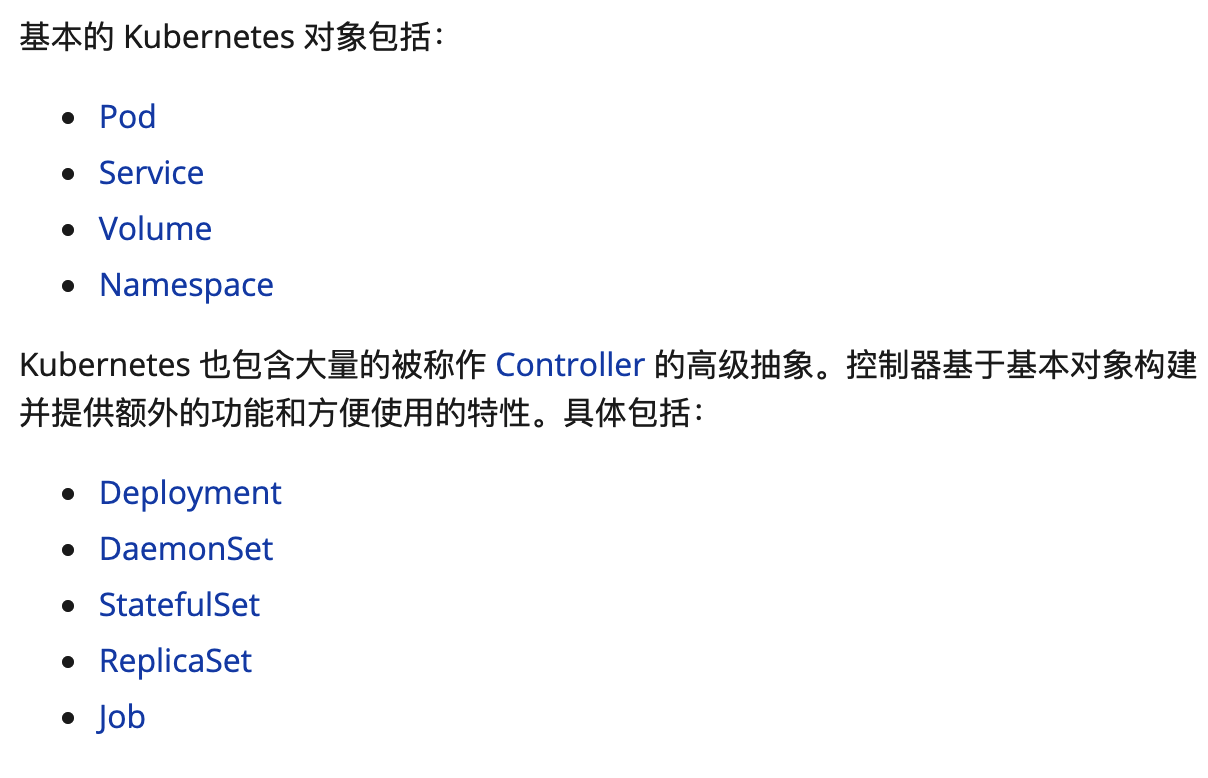 基本的 Kubernetes 对象包括：
• Pod
• Service
• Volume
• Namespace
Kubernetes 也包含大量的被称作 Controller 的高级抽象。控制器基于基本对象构建
并提供额外的功能和方便使用的特性。具体包括：
• Deployment
• DaemonSet
• StatefulSet
• ReplicaSet
• Job